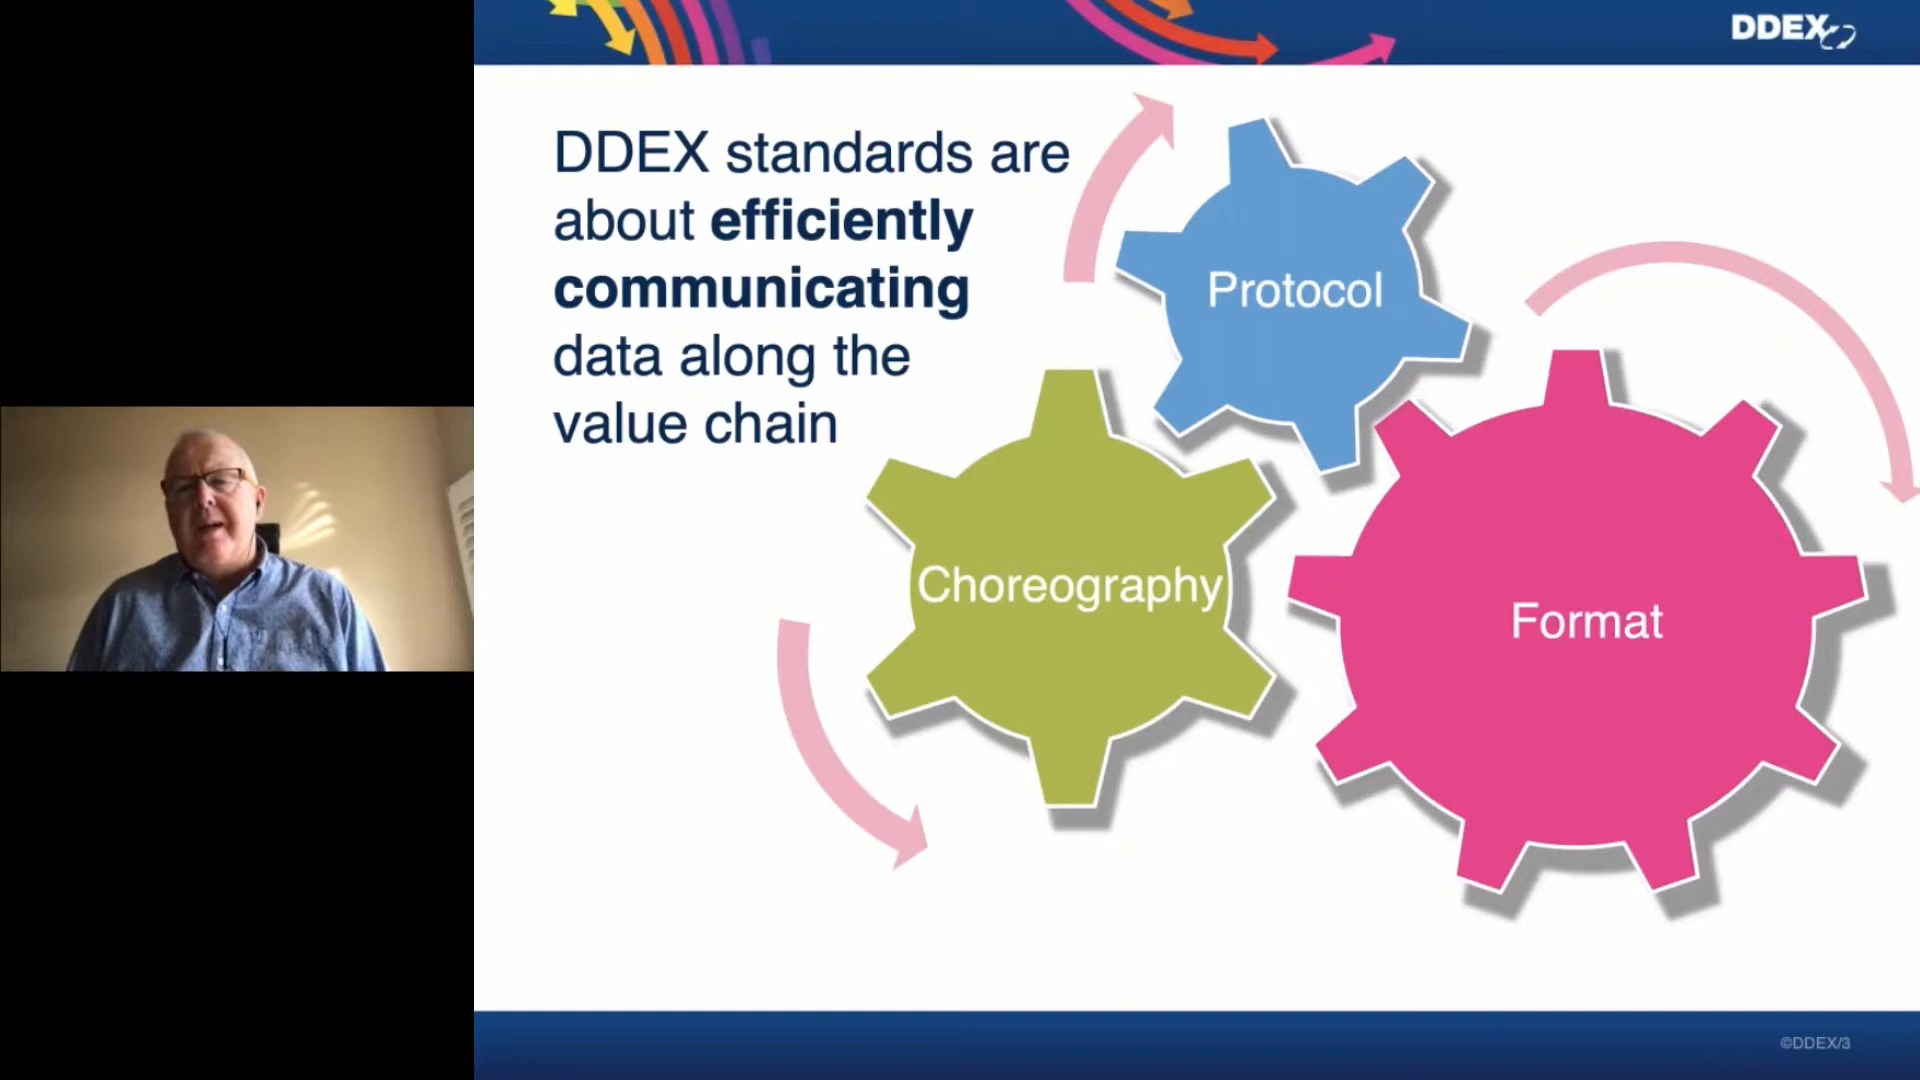 DDEX
DDEX standards are
about efficiently
communicating
data along the
value chain
Protocol
Choreography
Format
©DDEX/3